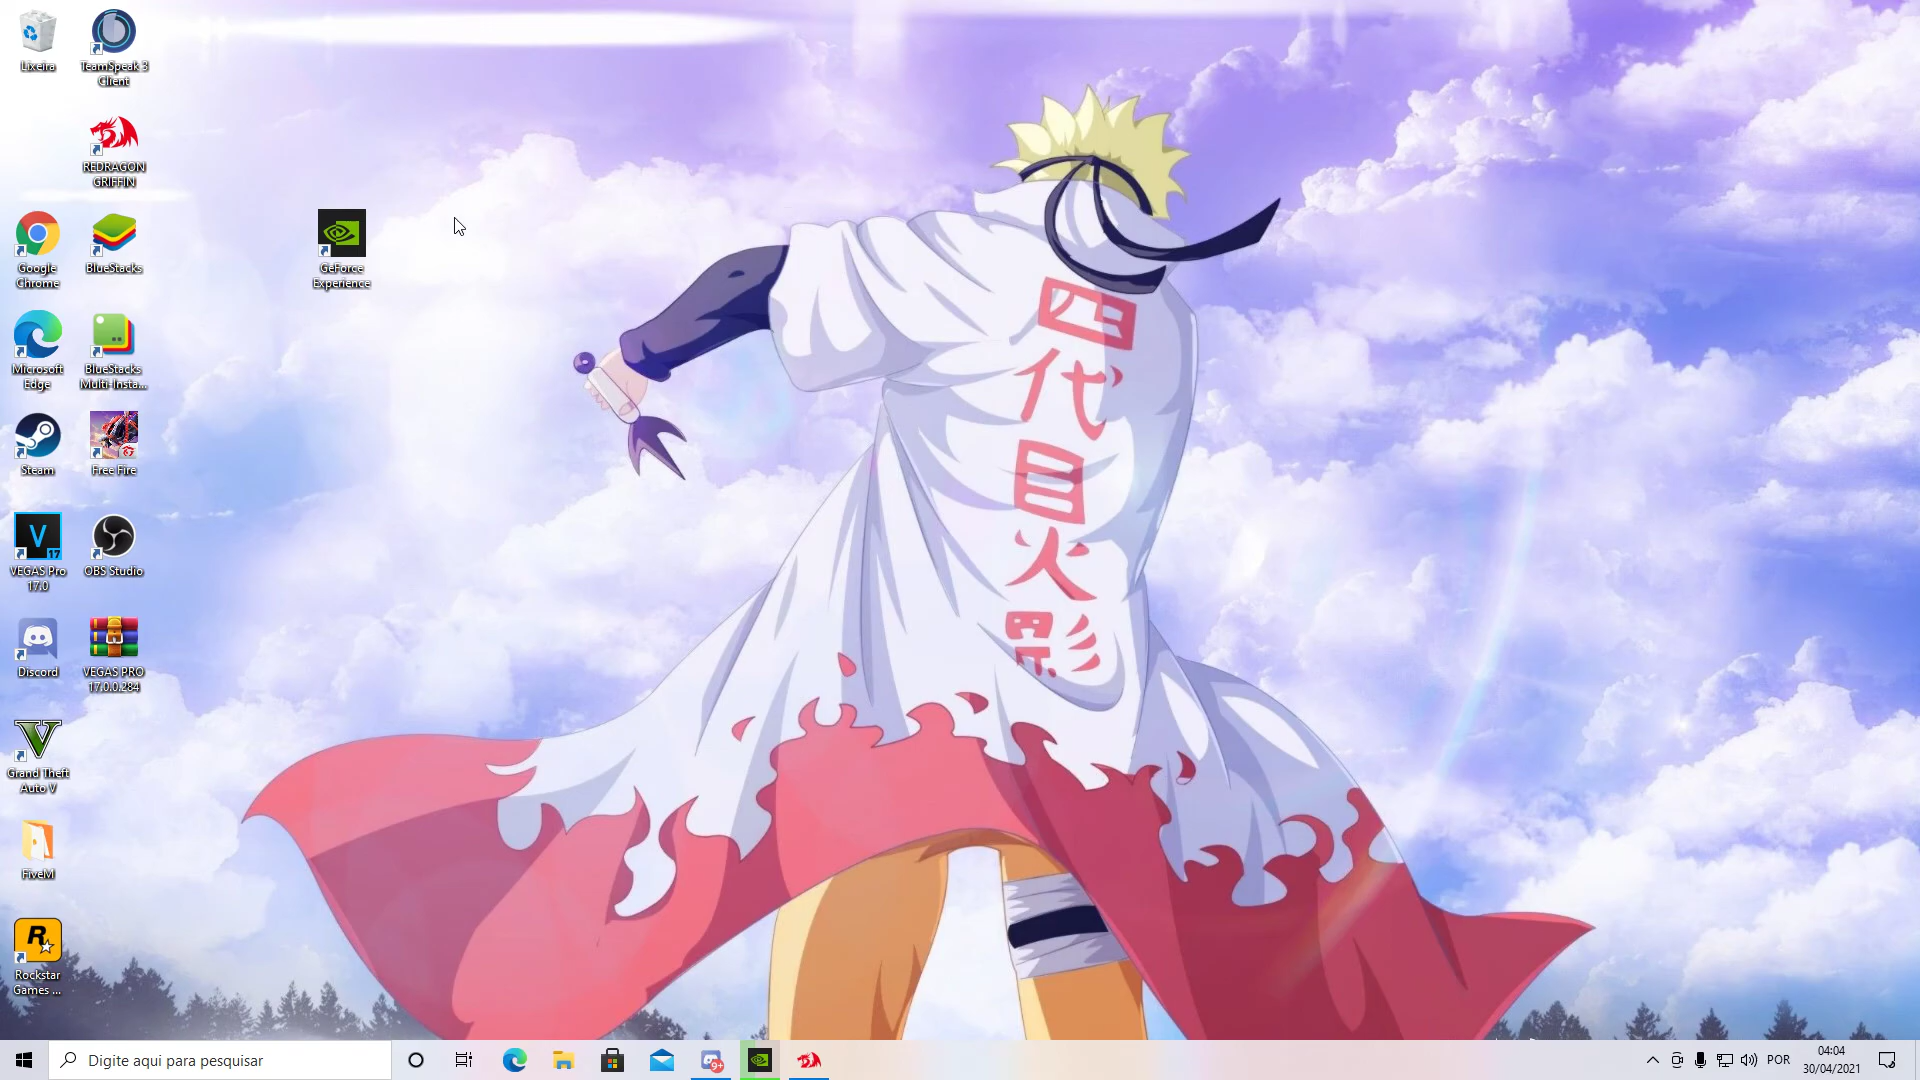 Lixeira
TeamSpeak 3
Client
REDRAGON
GRIFFIN
Google
Chrome
BlueStacks
GeForce
Experience
Microsoft
Edge
BlueStacks
Multi-Insta...
Steam
Free Fire
V
17
VEGAS Pro
17.0
OBS Studio
Discord
VEGAS PRO
17.0.0.284
V
Grand Theft
Auto V
FiveM
R
Rockstar
Games ...
四
代
目
火
影
Digite aqui para pesquisar
9+
POR
04:04
30/04/2021